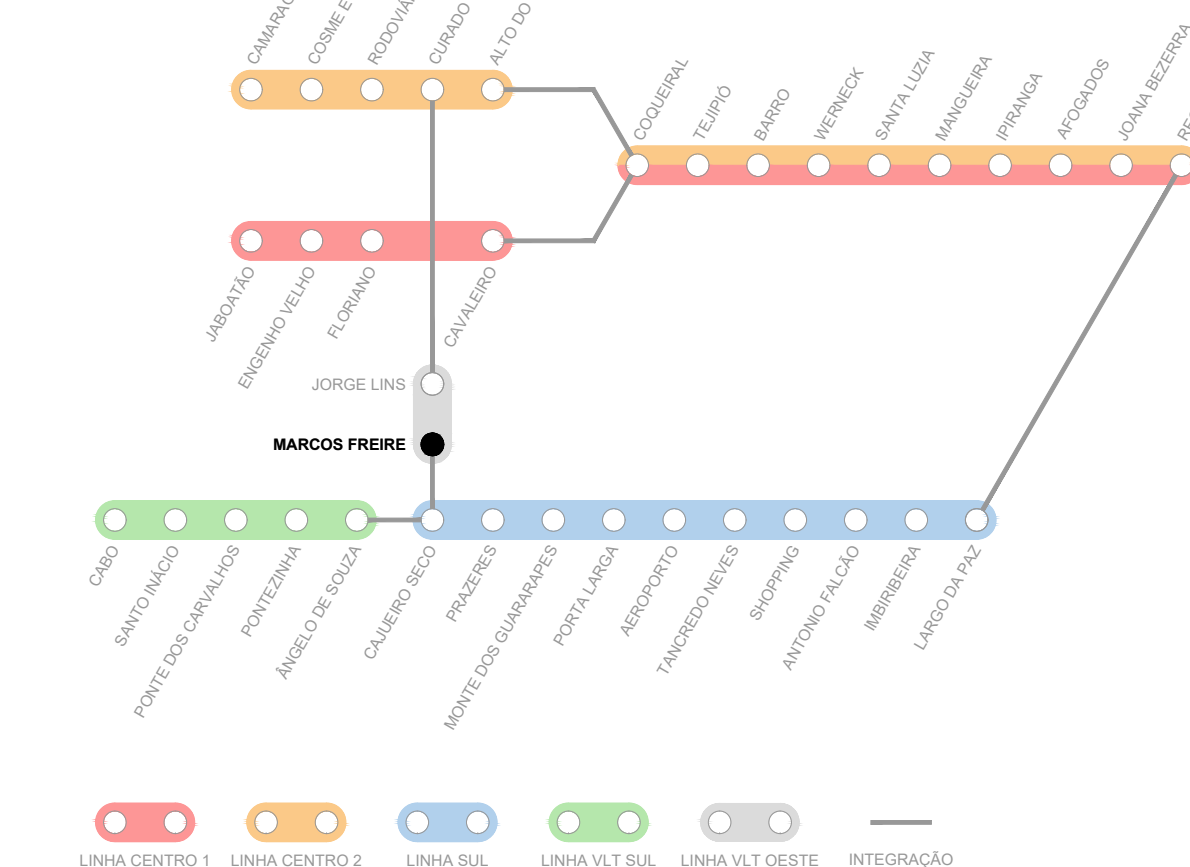 COSME E
CURADO
ALTO DO
COQUEIRAL
TEJIPIÓ
BARRO
WERNECK
SANTA LUZIA
MANGUEIRA
IPIRANGA
AFOGADOS
JOANA BEZERRA
JABOATÃO
ENGENHO VELHO
FLORIANO
CAVALEIRO
JORGE LINS
MARCOS FREIRE
CABO
SANTO INÁCIO
PONTE DOS CARVALHOS
PONTEZINHA
ÂNGELO DE SOUZA
CAJUEIRO SECO
PRAZERES
MONTE DOS GUARARAPES
PORTA LARGA
AEROPORTO
TANCREDO NEVES
SHOPPING
ANTONIO FALCÃO
IMBIRIBEIRA
LARGO DA PAZ
LINHA CENTRO 1
LINHA CENTRO 2
LINHA SUL
LINHA VLT SUL
LINHA VLT OESTE
INTEGRAÇÃO